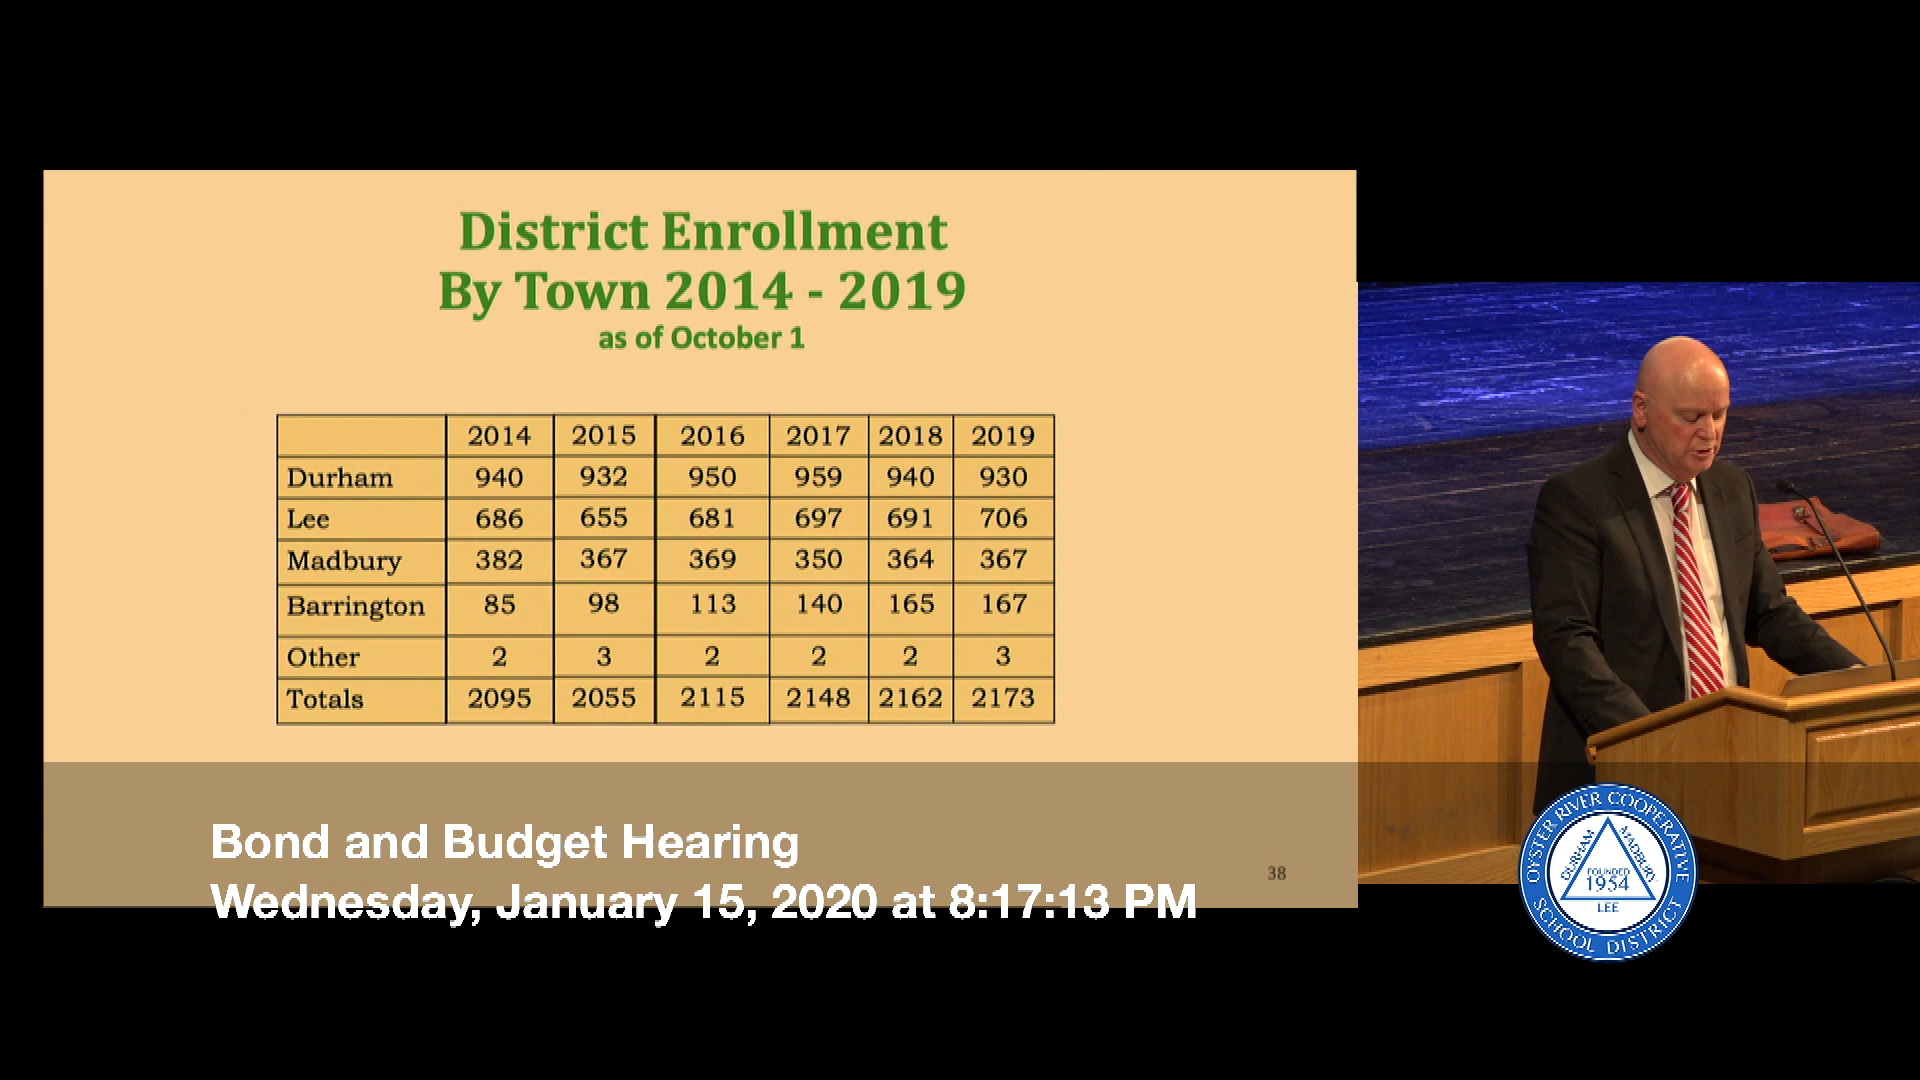 District Enrollment
By Town 2014 - 2019
as of October 1
2014 2015 2016 2017 2018 2019
Durham 940 932 950 959 940 930
Lee 686 655 681 697 691 706
Madbury 382 367 369 350 364 367
Barrington 85 98 113 140 165 167
Other 2 3 2 2 2 3
Totals 2095 2055 2115 2148 2162 2173
38
Bond and Budget Hearing
Wednesday, January 15, 2020 at 8:17:13 PM
OYSTER RIVER COOPERATIVE
SCHOOL DISTRICT
DURHAM
MADBURY
FOUNDED
1954
LEE